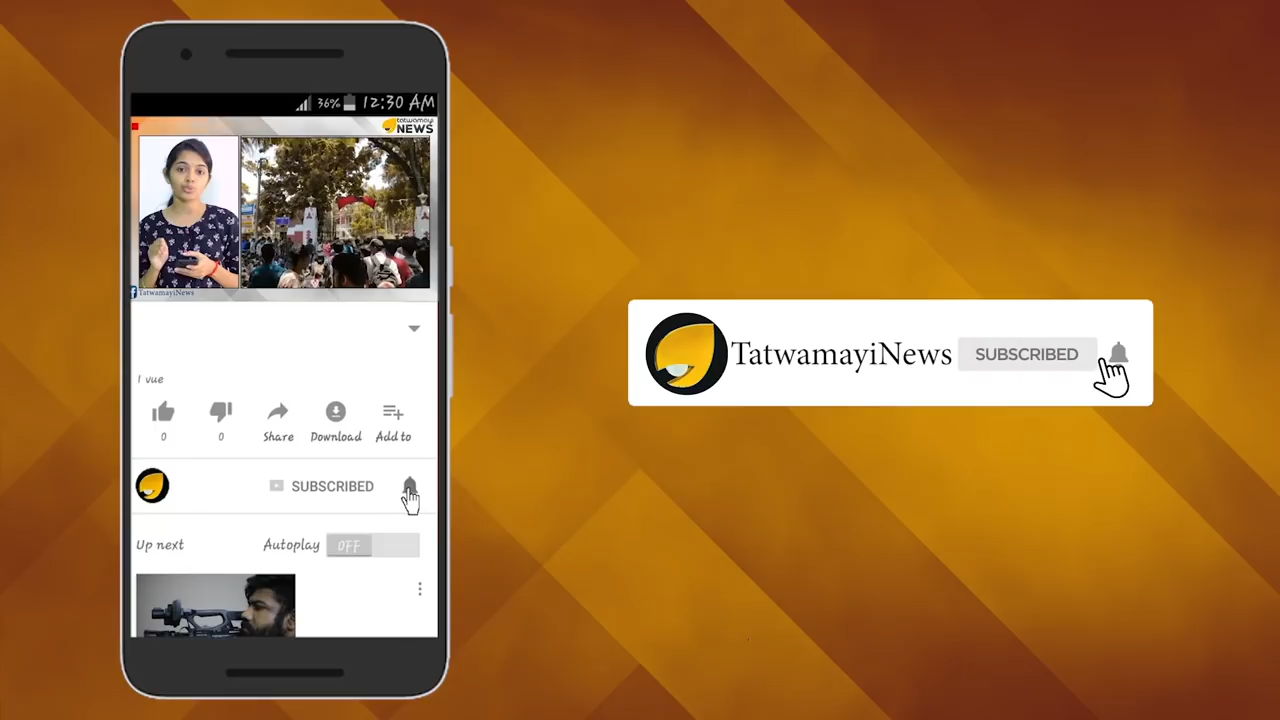 36% 12:30 AM
tatwamayi
NEWS
TatwamayiNews
1 vue
0 0 Share Download Add to
SUBSCRIBED
Up next Autoplay OFF
TatwamayiNews SUBSCRIBED